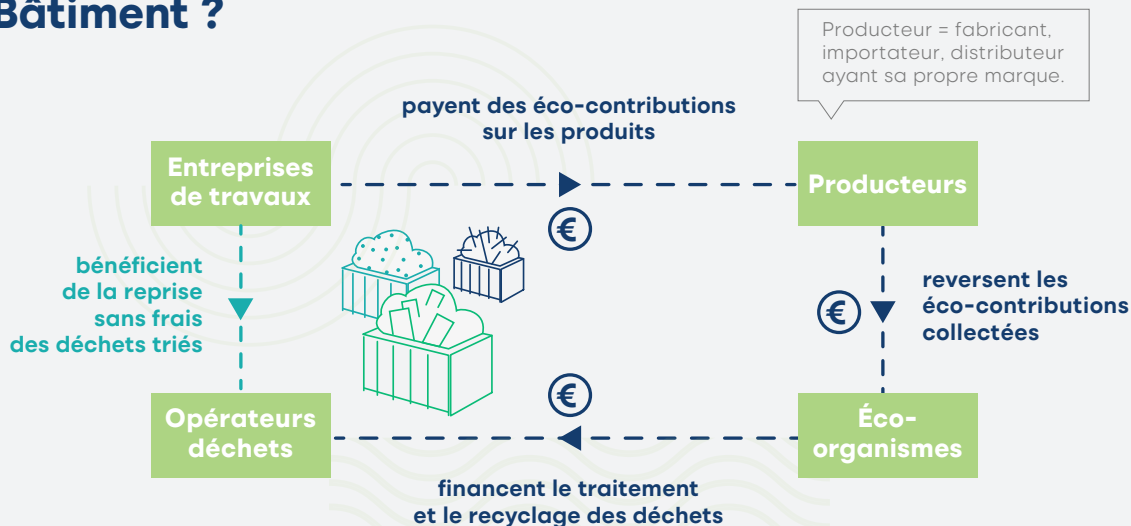 Bâtiment ?
Producteur = fabricant,
importateur, distributeur
ayant sa propre marque.
payent des éco-contributions
sur les produits
Entreprises
de travaux
Producteurs
€
bénéficient
de la reprise
sans frais
des déchets triés
€
reversent les
éco-contributions
collectées
€
Opérateurs
déchets
Éco-
organismes
financent le traitement
et le recyclage des déchets